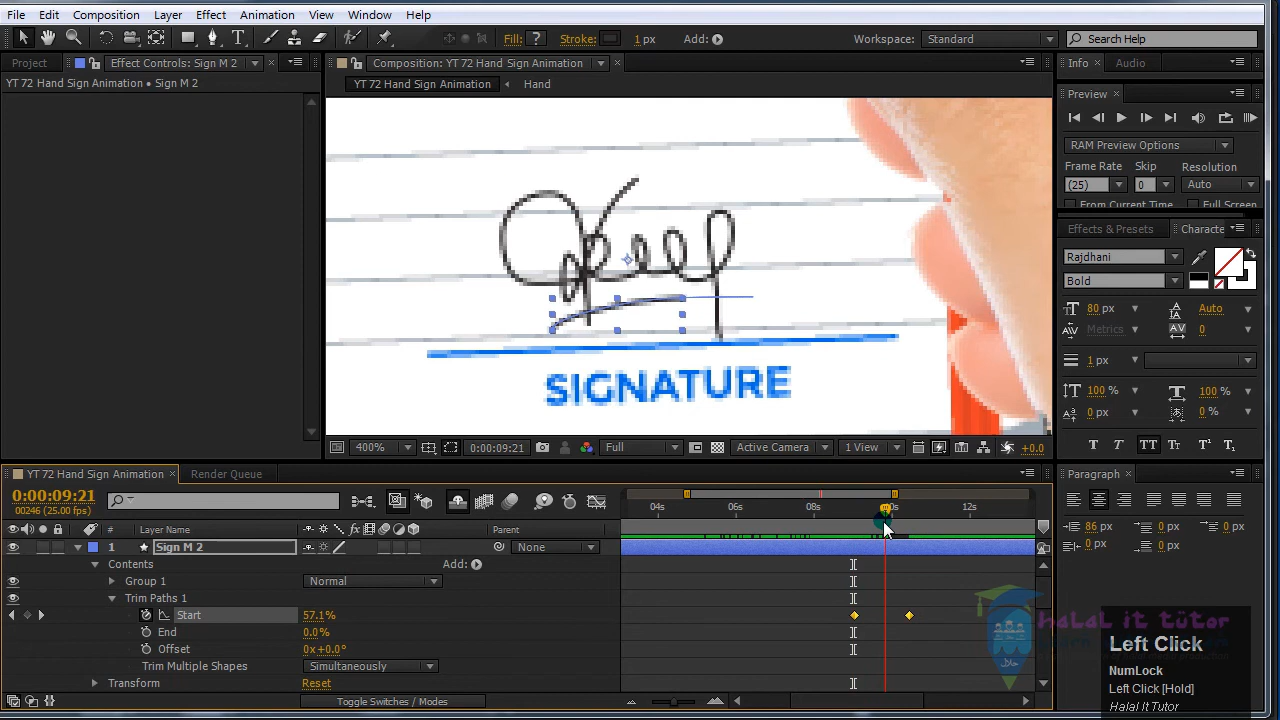 File Edit Composition Layer Effect Animation View Window Help
Fill: ? Stroke: 1 px Add: Workspace: Standard Search Help
Project Effect Controls: Sign M 2 Composition: YT 72 Hand Sign Animation Info Audio
YT 72 Hand Sign Animation • Sign M 2 YT 72 Hand Sign Animation Hand
Preview
RAM Preview Options
Frame Rate Skip Resolution
(25) 0 Auto
From Current Time Full Screen
Effects & Presets Characte
Rajdhani
Bold
80 px Auto
Metrics 0
1 px
100 % 100 %
0 px 0 %
SIGNATURE
400% 0:00:09:21 Full Active Camera 1 View +0.0
T T TT Tr T¹ T₁
YT 72 Hand Sign Animation Render Queue Paragraph
0:00:09:21
00246 (25.00 fps)
04s 06s 08s 0s 12s
# Layer Name Parent
1 Sign M 2 None
Contents Add:
Group 1 Normal
Trim Paths 1
Start 57.1%
End 0.0%
Offset 0x+0.0°
Trim Multiple Shapes Simultaneously
Transform Reset
Toggle Switches / Modes
86 px 0 px 0 px
0 px 0 px
halal it tutor
حلال
Left Click
NumLock
Left Click [Hold]
Halal It Tutor